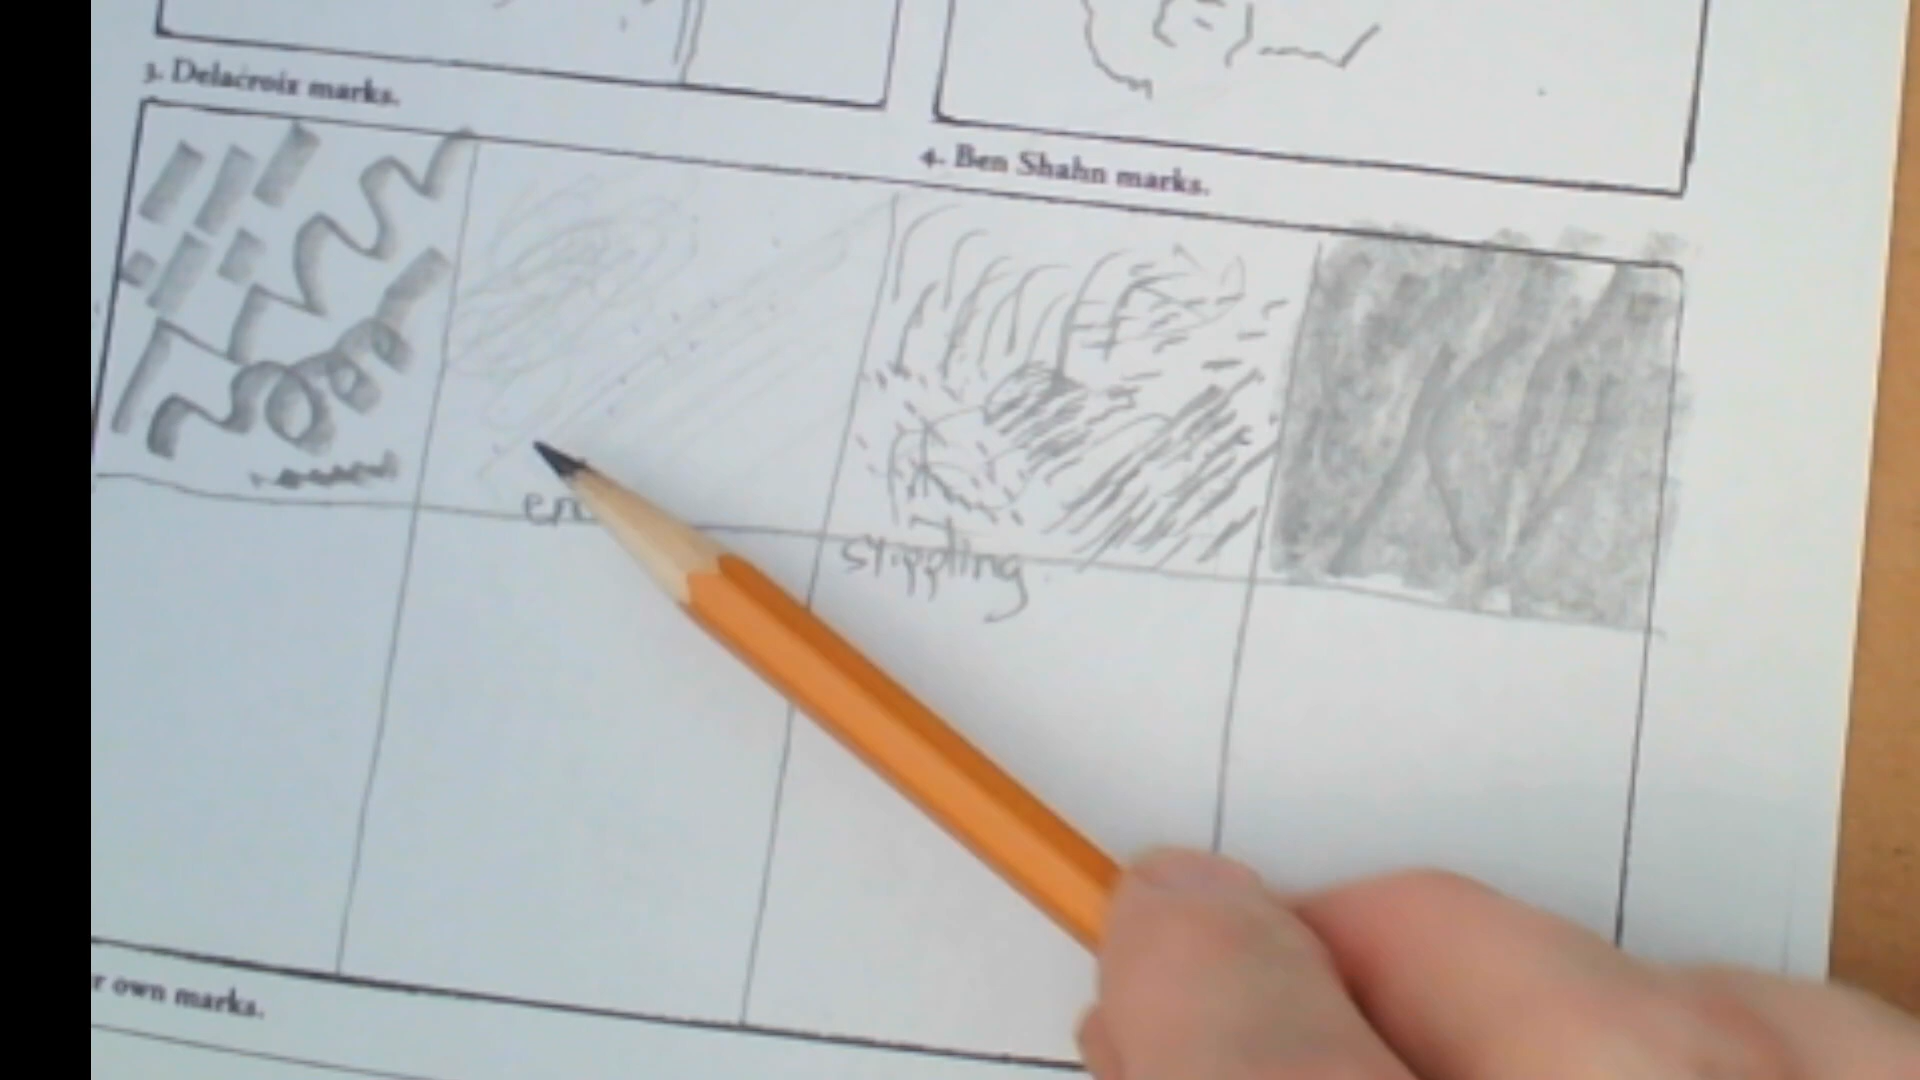 3. Delacroix marks.
4. Ben Shahn marks.
stippling
r own marks.